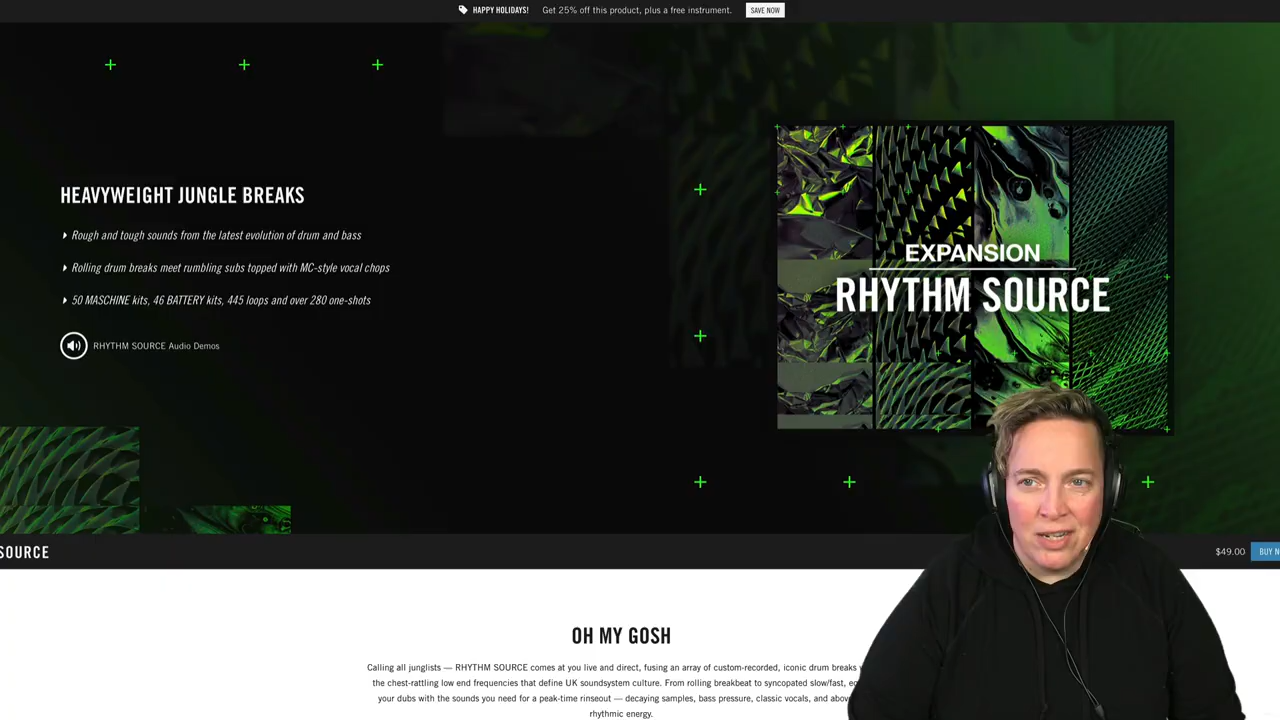 HAPPY HOLIDAYS! Get 25% off this product, plus a free instrument. SAVE NOW
HEAVYWEIGHT JUNGLE BREAKS
Rough and tough sounds from the latest evolution of drum and bass
Rolling drum breaks meet rumbling subs topped with MC-style vocal chops
50 MASCHINE kits, 46 BATTERY kits, 445 loops and over 280 one-shots
RHYTHM SOURCE Audio Demos
EXPANSION
RHYTHM SOURCE
SOURCE
$49.00 BUY N
OH MY GOSH
Calling all junglists — RHYTHM SOURCE comes at you live and direct, fusing an array of custom-recorded, iconic drum breaks
the chest-rattling low end frequencies that define UK soundsystem culture. From rolling breakbeat to syncopated slow/fast,
your dubs with the sounds you need for a peak-time rinseout — decaying samples, bass pressure, classic vocals, and
rhythmic energy.